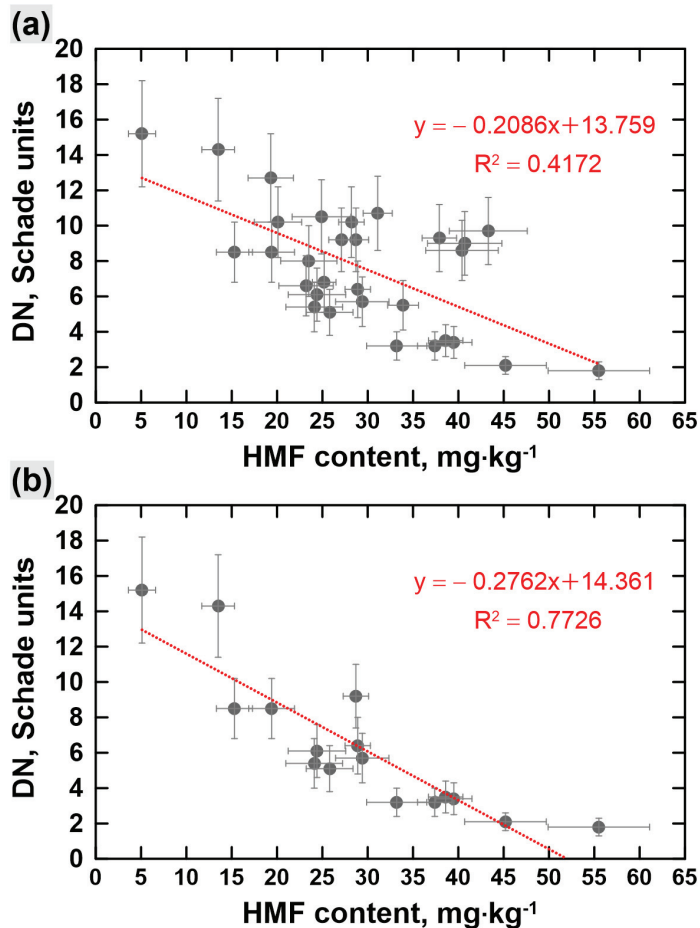 (a)
20
18
16
14
12
10
8
6
4
2
0
DN, Schade units
y = − 0.2086x+13.759
R² = 0.4172
0 5 10 15 20 25 30 35 40 45 50 55 60 65
HMF content, mg·kg⁻¹
(b)
20
18
16
14
12
10
8
6
4
2
0
DN, Schade units
y = − 0.2762x+14.361
R² = 0.7726
0 5 10 15 20 25 30 35 40 45 50 55 60 65
HMF content, mg·kg⁻¹